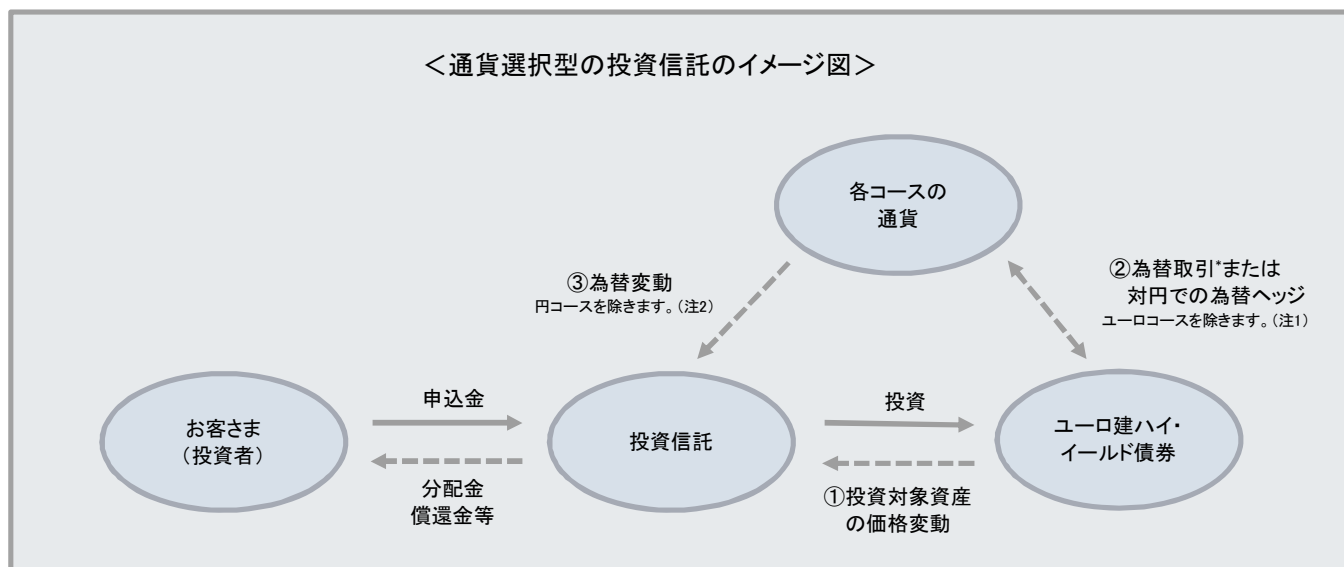 ＜通貨選択型の投資信託のイメージ図＞
各コースの
通貨
③為替変動
円コースを除きます。（注2）
②為替取引*または
対円での為替ヘッジ
ユーロコースを除きます。（注1）
お客さま
（投資者）
申込金
分配金
償還金等
投資信託
投資
①投資対象資産
の価格変動
ユーロ建ハイ・
イールド債券